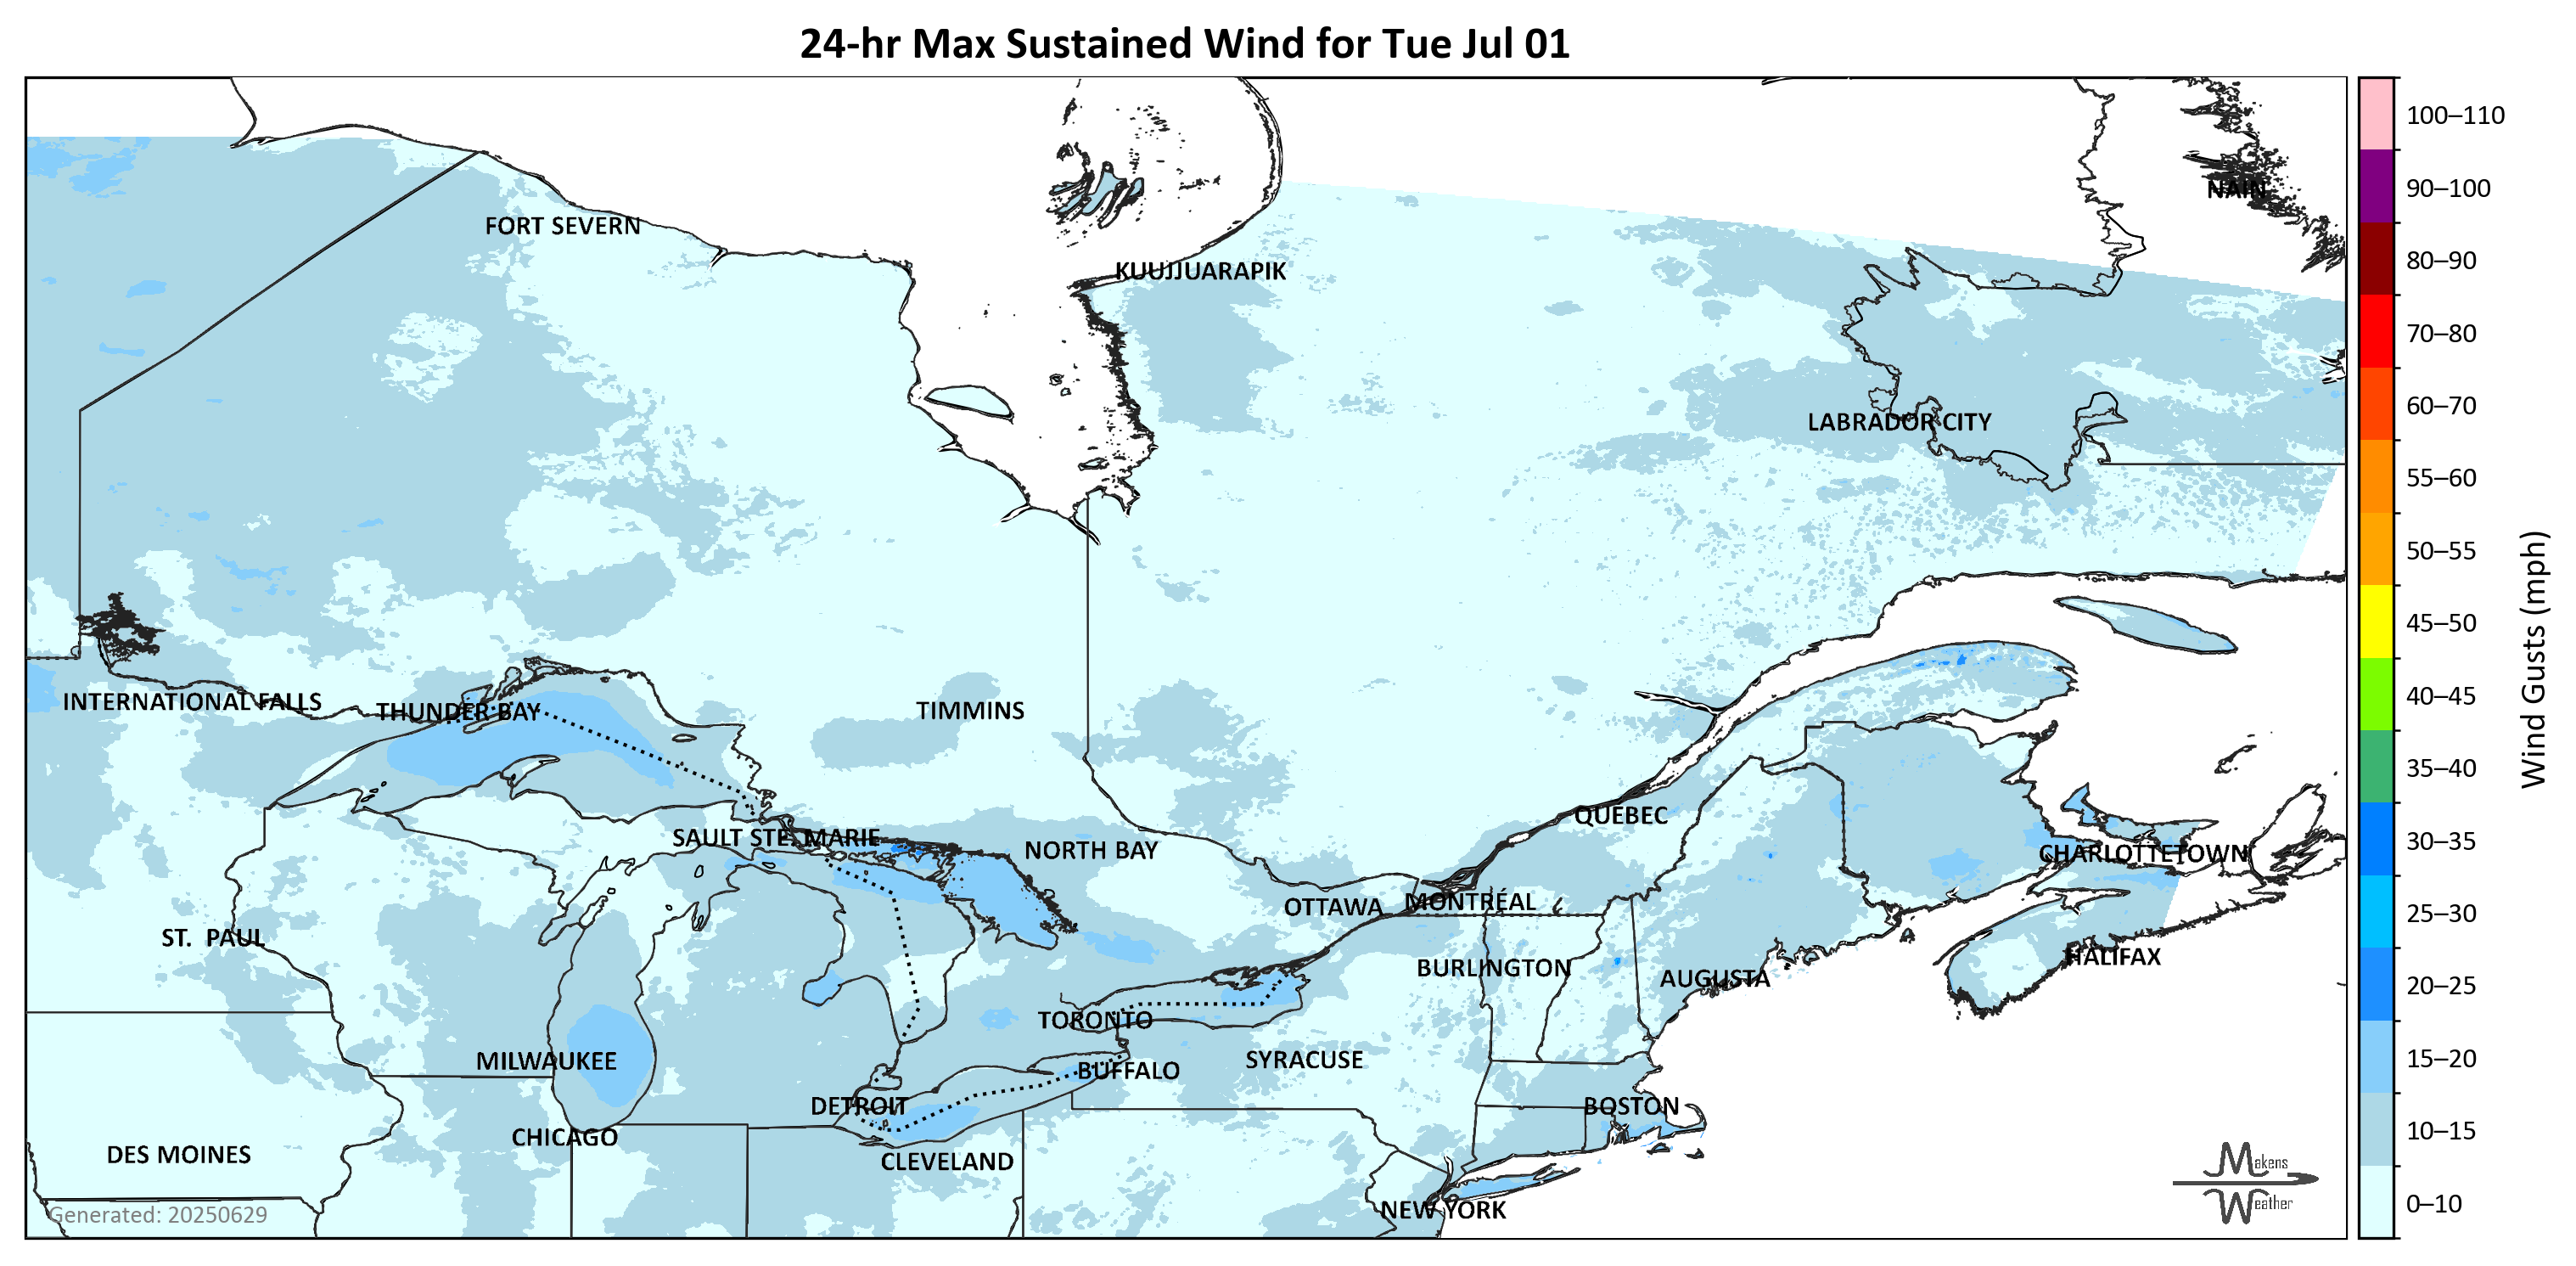 24-hr Max Sustained Wind for Tue Jul 01
100–110
90–100
NAIN
FORT SEVERN
80–90
KUUJJUARAPIK
70–80
60–70
LABRADOR CITY
55–60
50–55
45–50
Wind Gusts (mph)
INTERNATIONAL FALLS
THUNDER BAY
TIMMINS
40–45
35–40
QUEBEC
SAULT STE. MARIE
NORTH BAY
CHARLOTTETOWN
30–35
OTTAWA
MONTRÉAL
25–30
ST. PAUL
HALIFAX
BURLINGTON
AUGUSTA
20–25
TORONTO
MILWAUKEE
SYRACUSE
BUFFALO
15–20
DETROIT
BOSTON
CHICAGO
10–15
DES MOINES
CLEVELAND
Makens
Weather
NEW YORK
0–10
Generated: 20250629